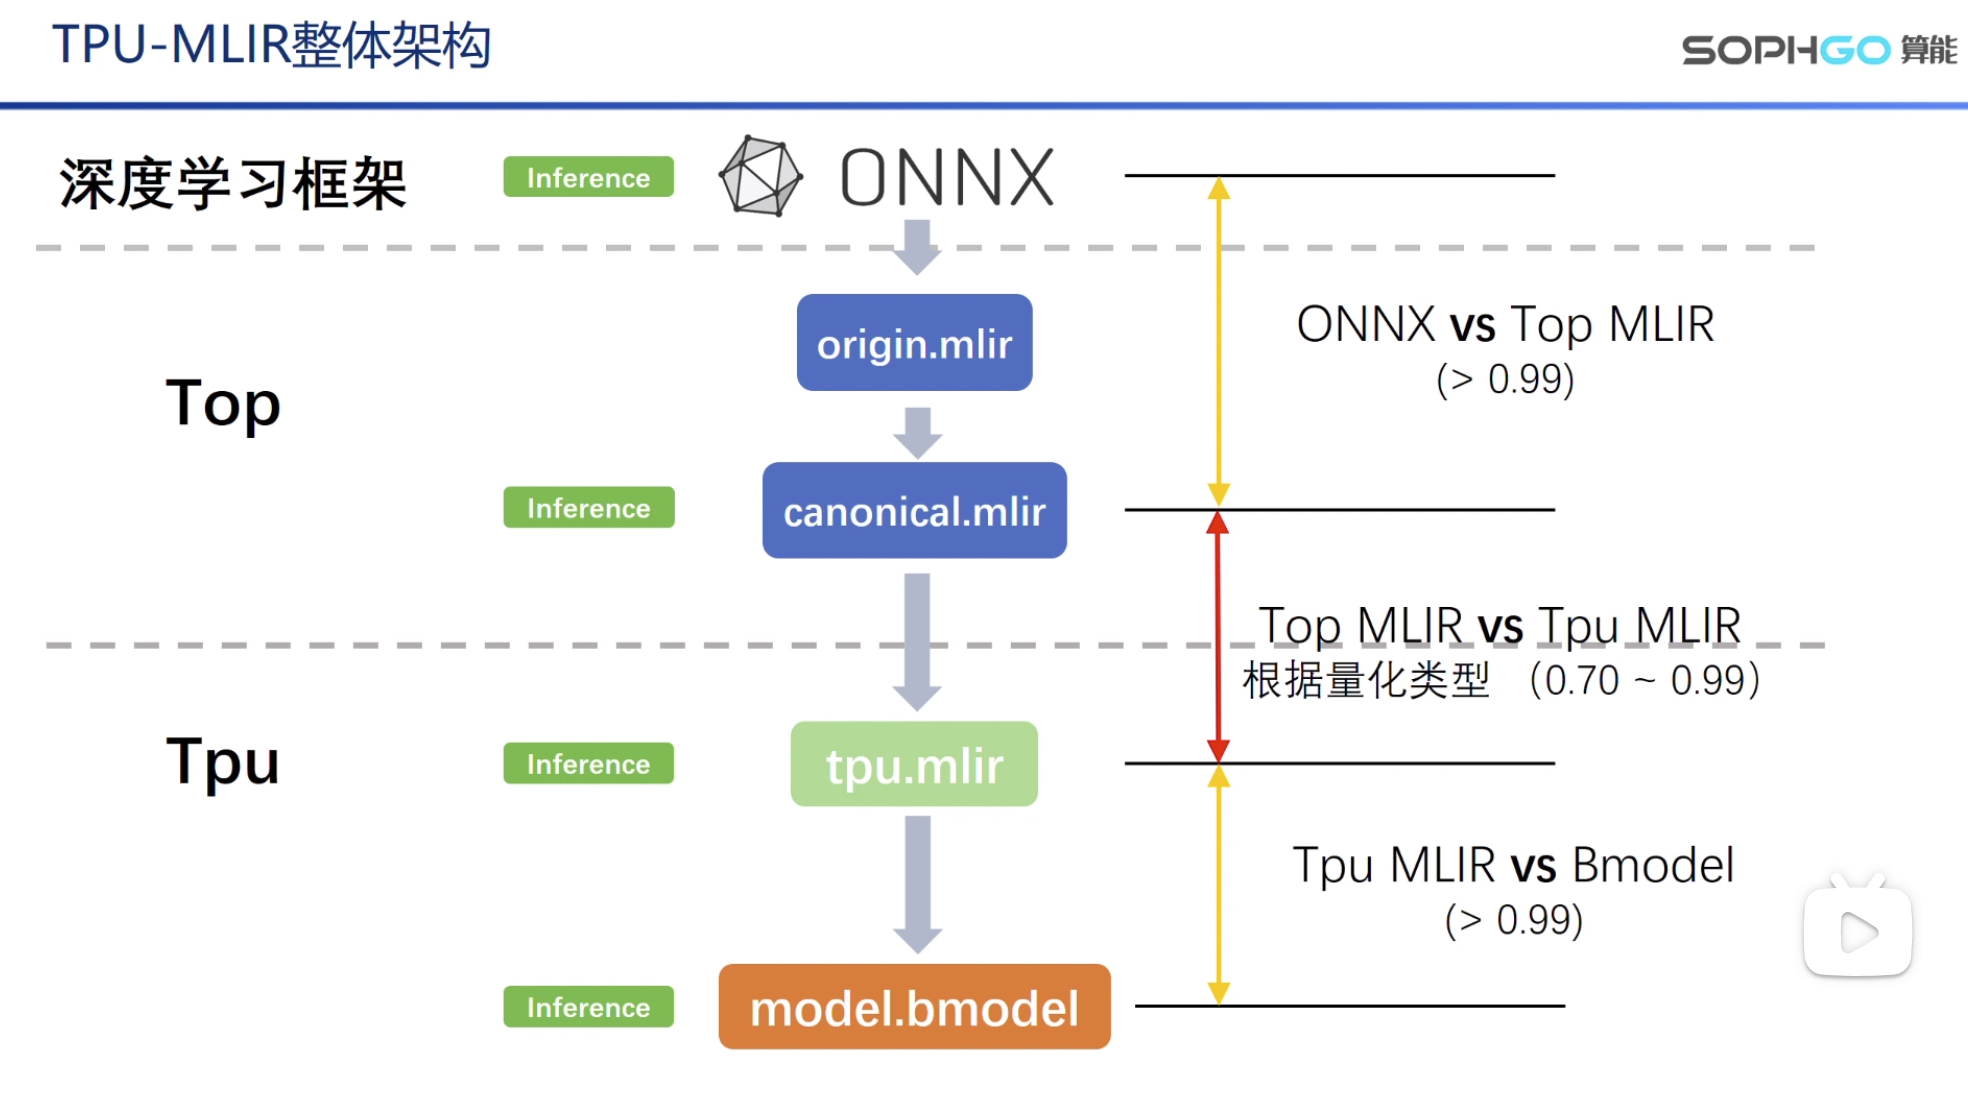 TPU-MLIR整体架构
SOPHGO 算能
深度学习框架
Inference
ONNX
origin.mlir
ONNX vs Top MLIR
(> 0.99)
Top
Inference
canonical.mlir
Top MLIR vs Tpu MLIR
根据量化类型 （0.70 ~ 0.99）
Tpu
Inference
tpu.mlir
Tpu MLIR vs Bmodel
(> 0.99)
Inference
model.bmodel